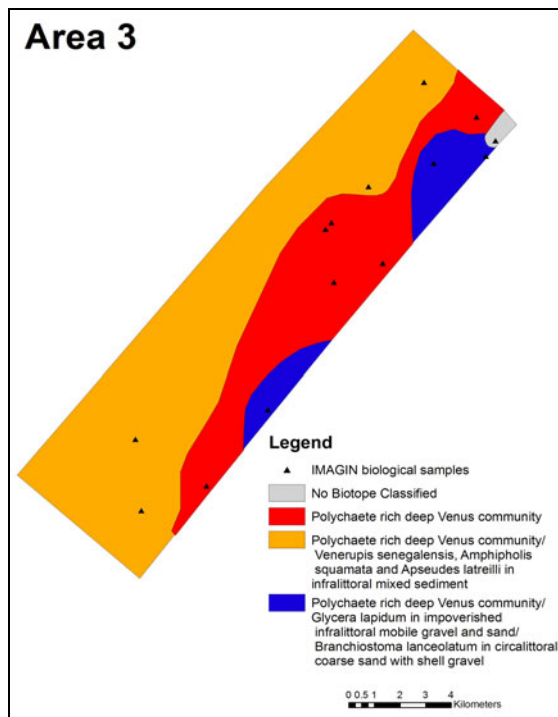 Area 3
Legend
IMAGIN biological samples
No Biotope Classified
Polychaete rich deep Venus community
Polychaete rich deep Venus community/
Venerupis senegalensis, Amphipholis
squamata and Apseudes latreilli in
infralittoral mixed sediment
Polychaete rich deep Venus community/
Glycera lapidum in impoverished
infralittoral mobile gravel and sand/
Branchiostoma lanceolatum in circalittoral
coarse sand with shell gravel
0 0.5 1 2 3 4
Kilometers